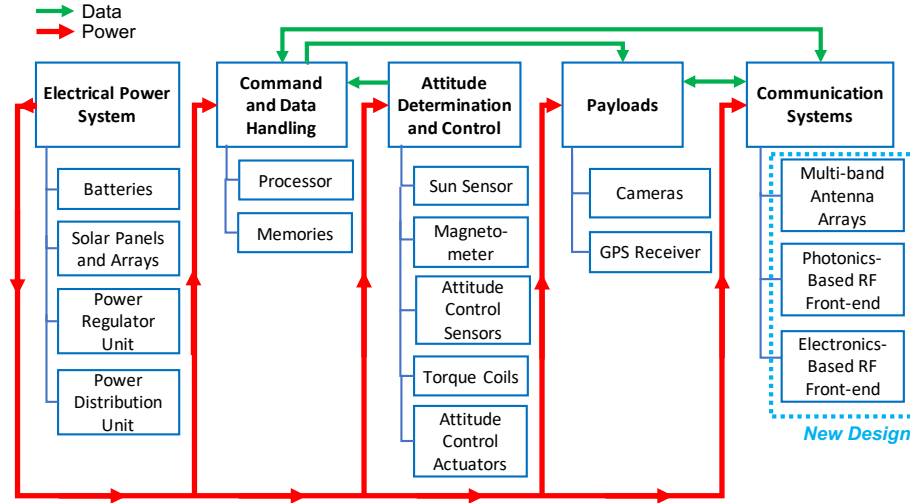 Data
Power
Electrical Power
System
Batteries
Solar Panels
and Arrays
Power
Regulator
Unit
Power
Distribution
Unit
Command
and Data
Handling
Processor
Memories
Attitude
Determination
and Control
Sun Sensor
Magneto-
meter
Attitude
Control
Sensors
Torque Coils
Attitude
Control
Actuators
Payloads
Cameras
GPS Receiver
Communication
Systems
Multi-band
Antenna
Arrays
Photonics-
Based RF
Front-end
Electronics-
Based RF
Front-end
New Design